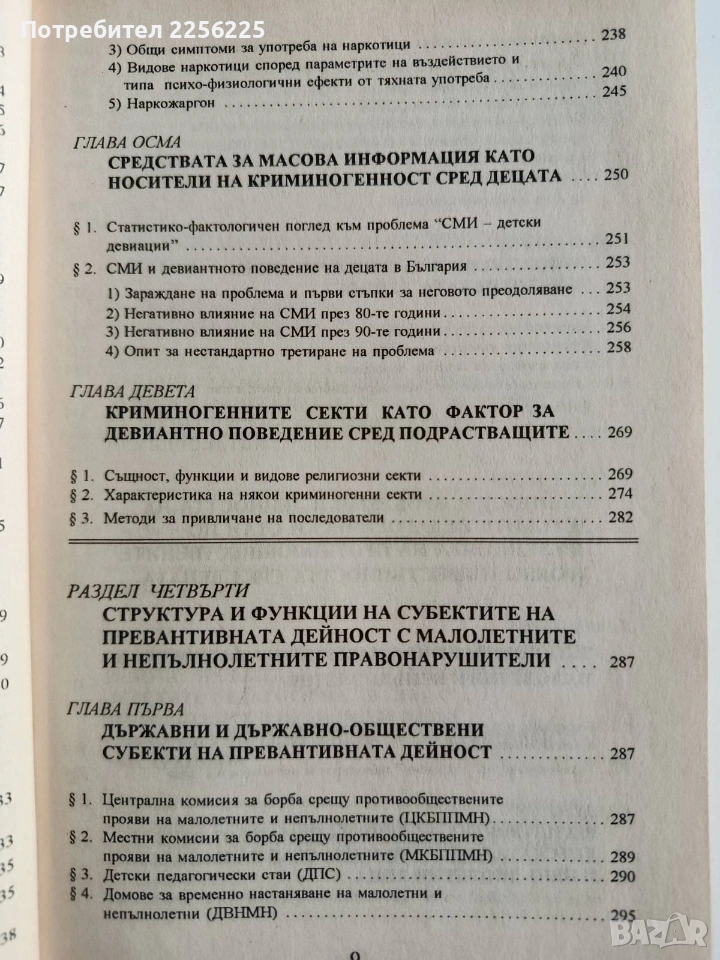 Потребител 2256225
3) Общи симптоми за употреба на наркотици ........ 238
4) Видове наркотици според параметрите на въздействието и
типа психо-физиологични ефекти от тяхната употреба ........ 240
5) Наркожаргон ........ 245
ГЛАВА ОСМА
СРЕДСТВАТА ЗА МАСОВА ИНФОРМАЦИЯ КАТО
НОСИТЕЛИ НА КРИМИНОГЕННОСТ СРЕД ДЕЦАТА .... 250
§ 1. Статистико-фактологичен поглед към проблема “СМИ – детски
девиации” ........ 251
§ 2. СМИ и девиантното поведение на децата в България ........ 253
1) Зараждане на проблема и първи стъпки за неговото преодоляване ........ 253
2) Негативно влияние на СМИ през 80-те години ........ 254
3) Негативно влияние на СМИ през 90-те години ........ 256
4) Опит за нестандартно третиране на проблема ........ 258
ГЛАВА ДЕВЕТА
КРИМИНОГЕННИТЕ СЕКТИ КАТО ФАКТОР ЗА
ДЕВИАНТНО ПОВЕДЕНИЕ СРЕД ПОДРАСТВАЩИТЕ .... 269
§ 1. Същност, функции и видове религиозни секти ........ 269
§ 2. Характеристика на някои криминогенни секти ........ 274
§ 3. Методи за привличане на последователи ........ 282
РАЗДЕЛ ЧЕТВЪРТИ
СТРУКТУРА И ФУНКЦИИ НА СУБЕКТИТЕ НА
ПРЕВАНТИВНАТА ДЕЙНОСТ С МАЛОЛЕТНИТЕ
И НЕПЪЛНОЛЕТНИТЕ ПРАВОНАРУШИТЕЛИ .... 287
ГЛАВА ПЪРВА
ДЪРЖАВНИ И ДЪРЖАВНО-ОБЩЕСТВЕНИ
СУБЕКТИ НА ПРЕВАНТИВНАТА ДЕЙНОСТ ........ 287
§ 1. Централна комисия за борба срещу противообществените
прояви на малолетните и непълнолетните (ЦКБППМН) ........ 287
§ 2. Местни комисии за борба срещу противообществените
прояви на малолетните и непълнолетните (МКБППМН) ........ 289
§ 3. Детски педагогически стаи (ДПС) ........ 290
§ 4. Домове за временно настаняване на малолетни и
непълнолетни (ДВНМН) ........ 295
BAZAR